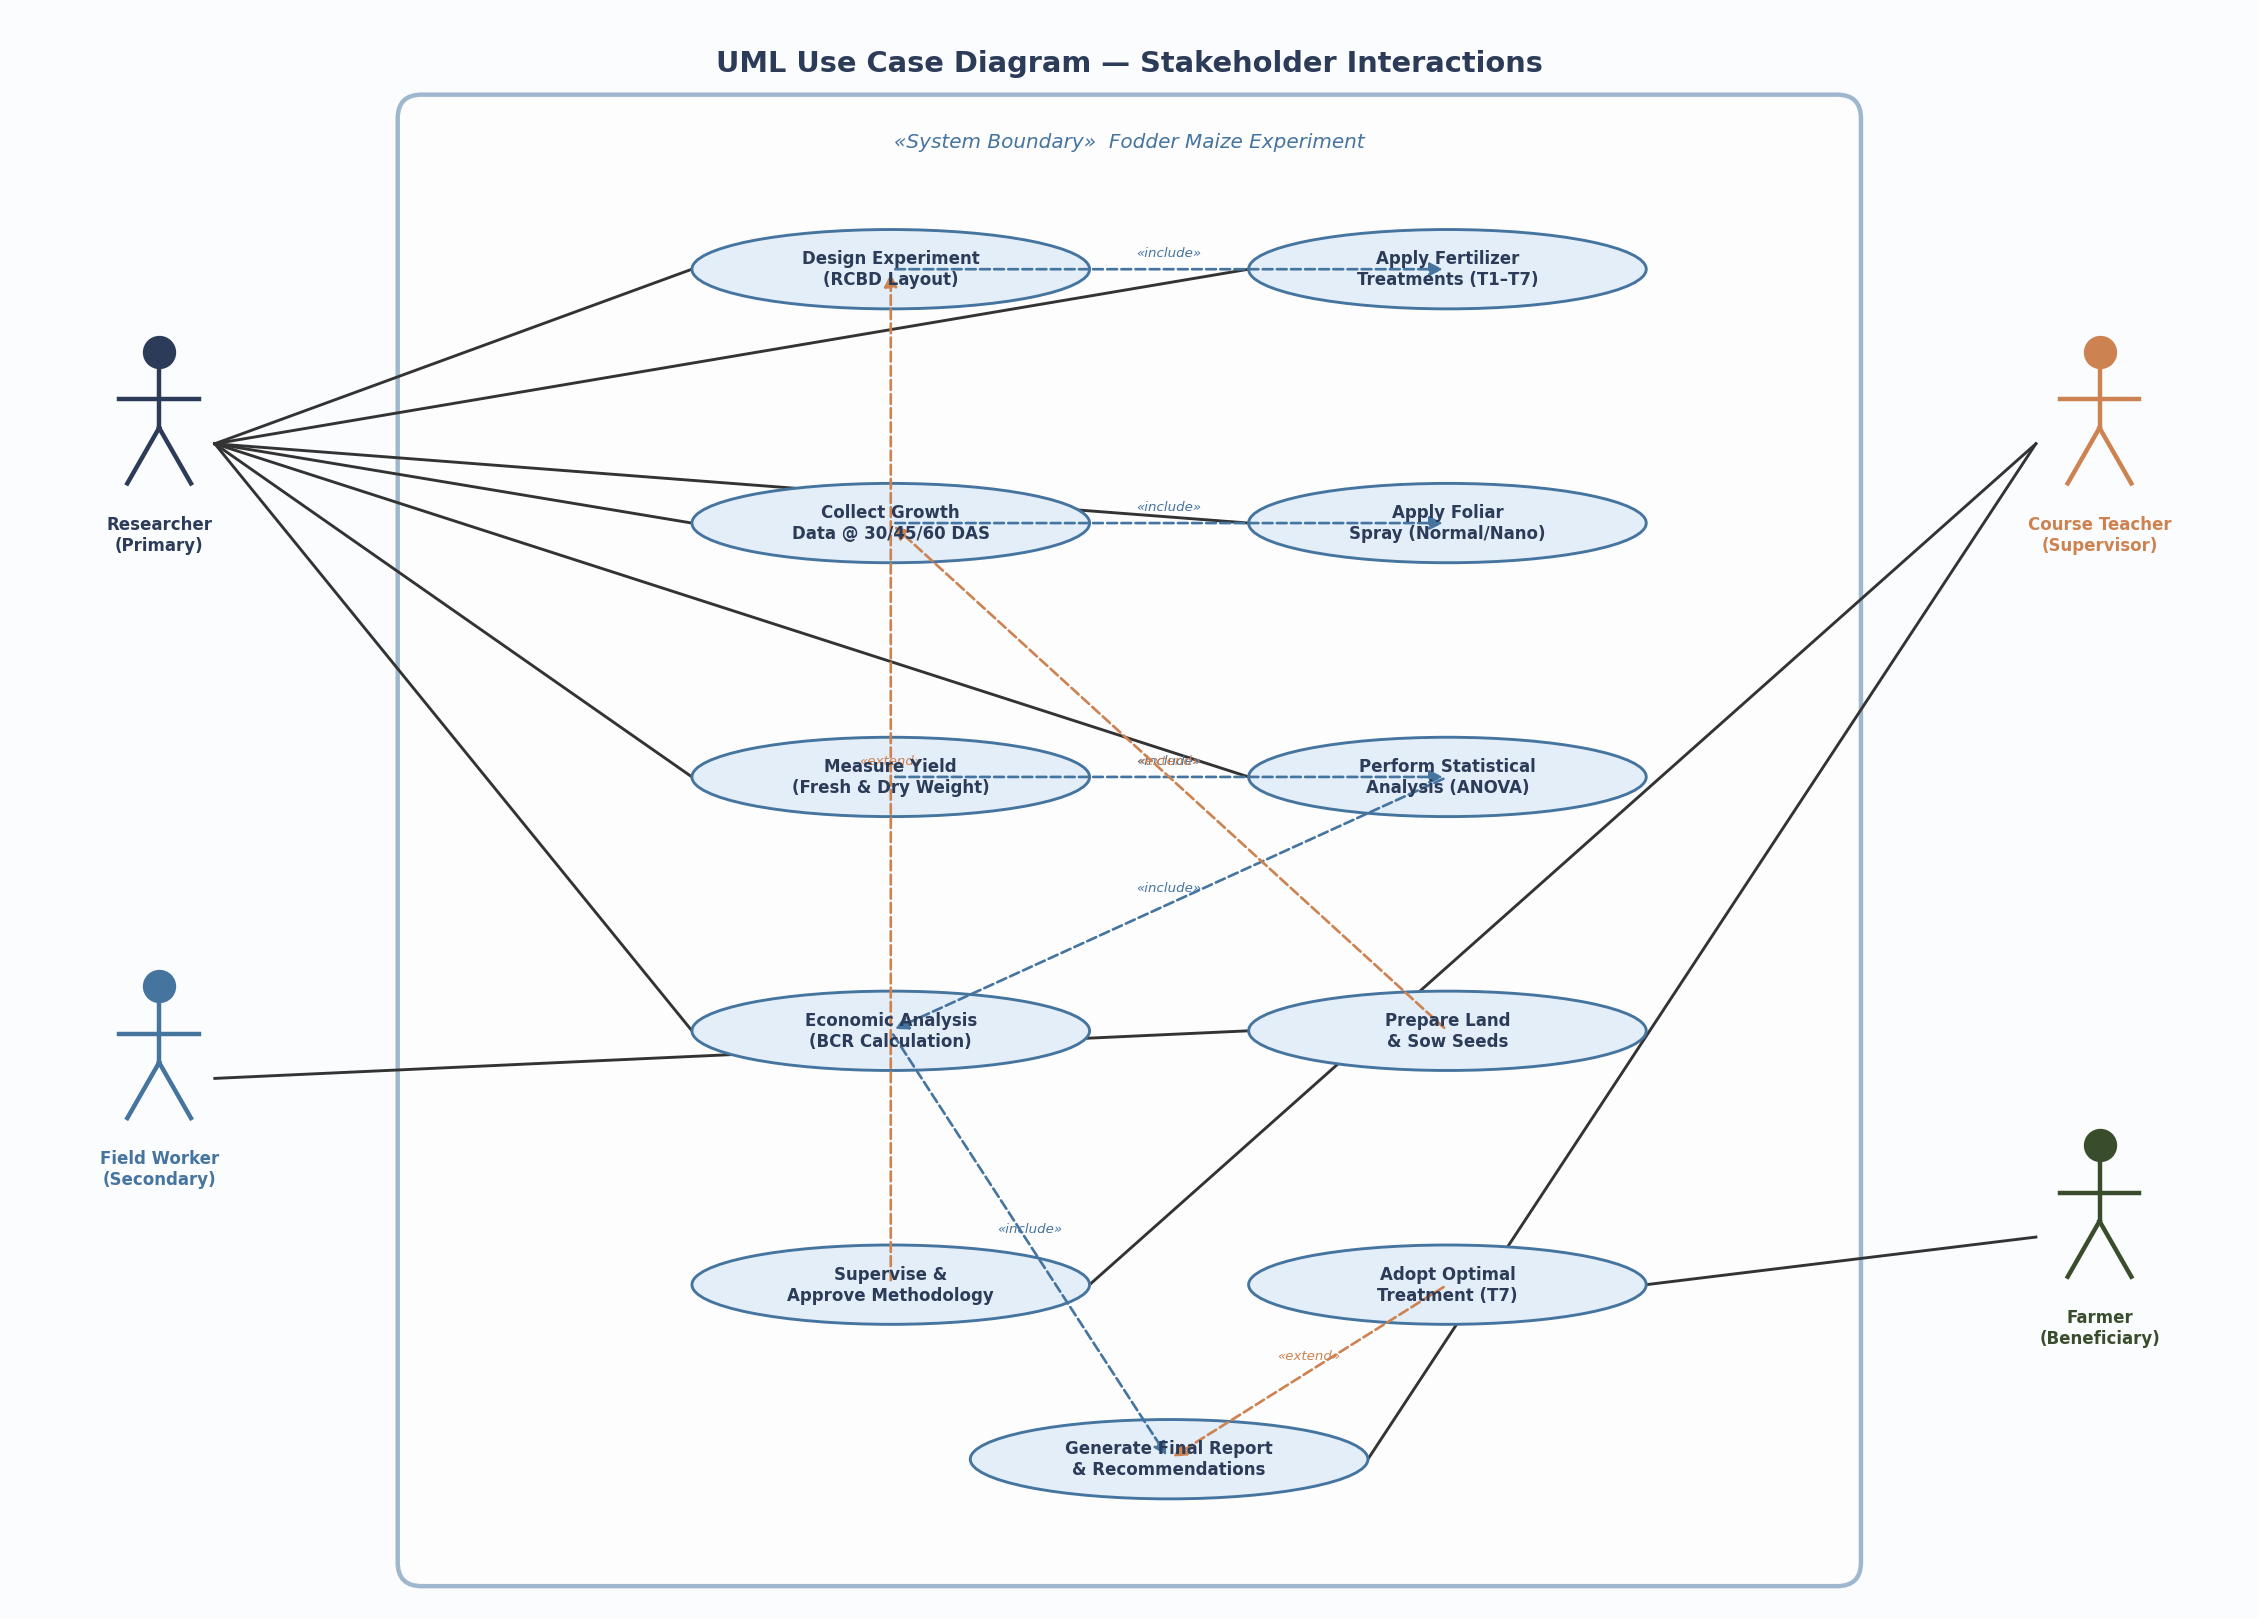 UML Use Case Diagram — Stakeholder Interactions
«System Boundary»  Fodder Maize Experiment
Design Experiment
(RCBD Layout)
«include»
Apply Fertilizer
Treatments (T1–T7)
Researcher
(Primary)
Collect Growth
Data @ 30/45/60 DAS
«include»
Apply Foliar
Spray (Normal/Nano)
Course Teacher
(Supervisor)
«extend»
Measure Yield
(Fresh & Dry Weight)
«include»
«extend»
Perform Statistical
Analysis (ANOVA)
«include»
Economic Analysis
(BCR Calculation)
Prepare Land
& Sow Seeds
Field Worker
(Secondary)
«include»
Supervise &
Approve Methodology
Adopt Optimal
Treatment (T7)
Farmer
(Beneficiary)
«extend»
Generate Final Report
& Recommendations